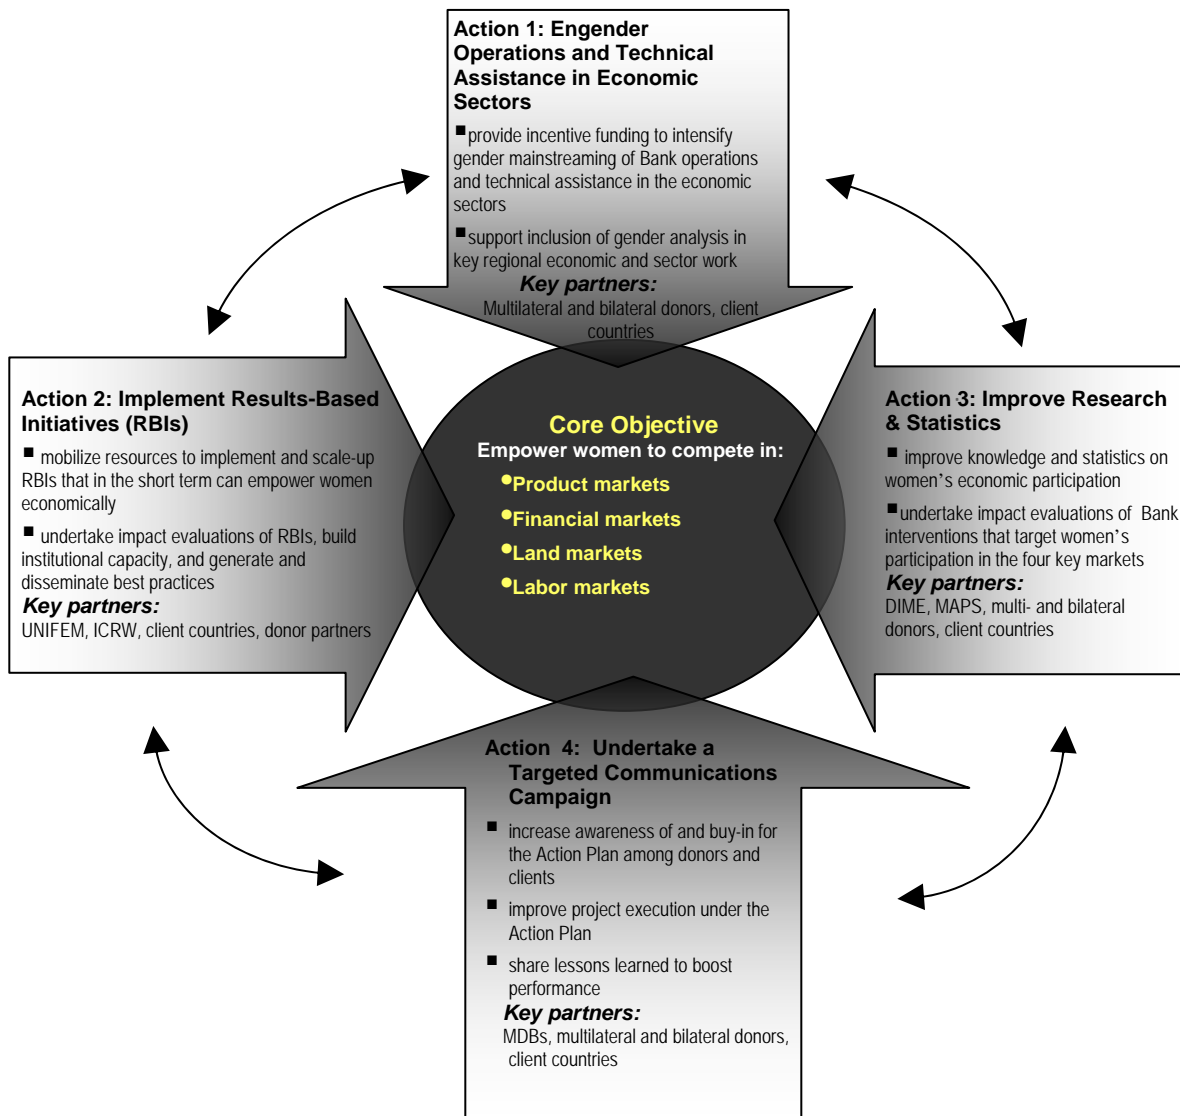 Action 1: Engender
Operations and Technical
Assistance in Economic
Sectors
■provide incentive funding to intensify
gender mainstreaming of Bank operations
and technical assistance in the economic
sectors
■support inclusion of gender analysis in
key regional economic and sector work
Key partners:
Multilateral and bilateral donors, client
countries
Action 2: Implement Results-Based
Initiatives (RBIs)
■ mobilize resources to implement and scale-up
RBIs that in the short term can empower women
economically
■ undertake impact evaluations of RBIs, build
institutional capacity, and generate and
disseminate best practices
Key partners:
UNIFEM, ICRW, client countries, donor partners
Core Objective
Empower women to compete in:
•Product markets
•Financial markets
•Land markets
•Labor markets
Action 3: Improve Research
& Statistics
■ improve knowledge and statistics on
women's economic participation
■undertake impact evaluations of Bank
interventions that target women's
participation in the four key markets
Key partners:
DIME, MAPS, multi- and bilateral
donors, client countries
Action 4: Undertake a
Targeted Communications
Campaign
■ increase awareness of and buy-in for
the Action Plan among donors and
clients
■ improve project execution under the
Action Plan
■ share lessons learned to boost
performance
Key partners:
MDBs, multilateral and bilateral donors,
client countries